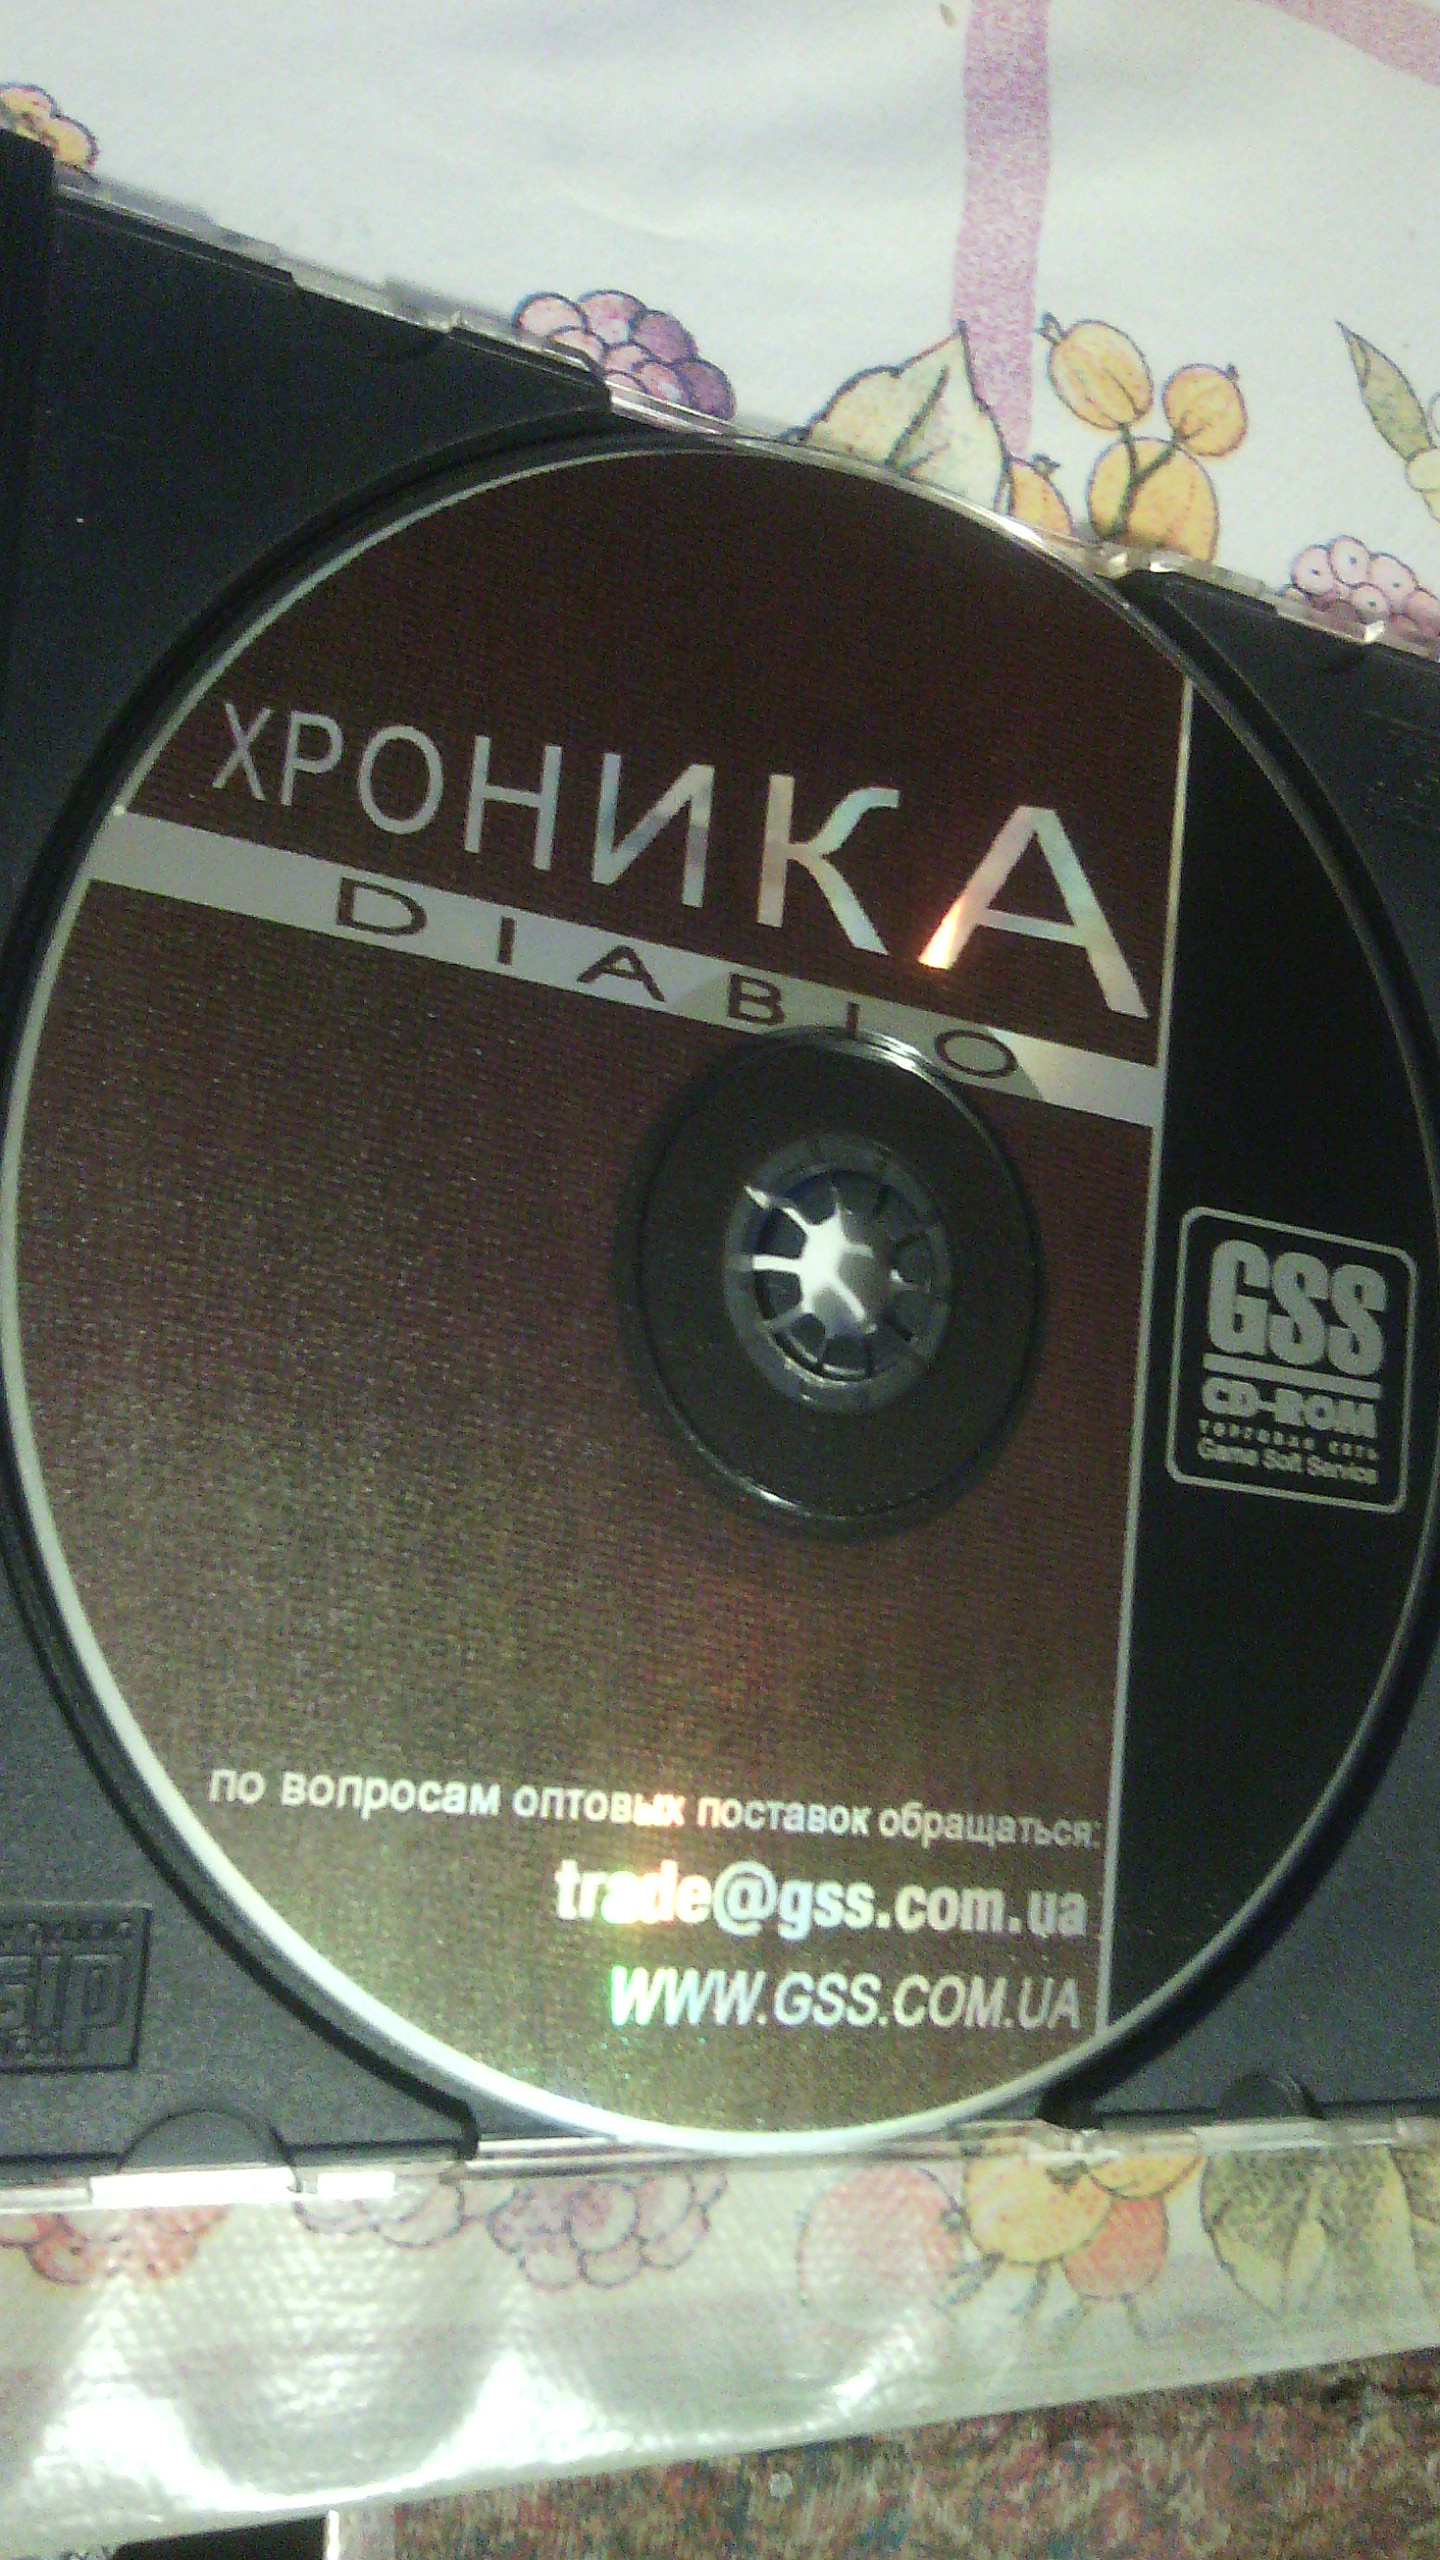 ХРОНИКА
DIABLO
GSS
CD-ROM
торговая сеть
Game Soft Service
по вопросам оптовых поставок обращаться:
trade@gss.com.ua
WWW.GSS.COM.UA